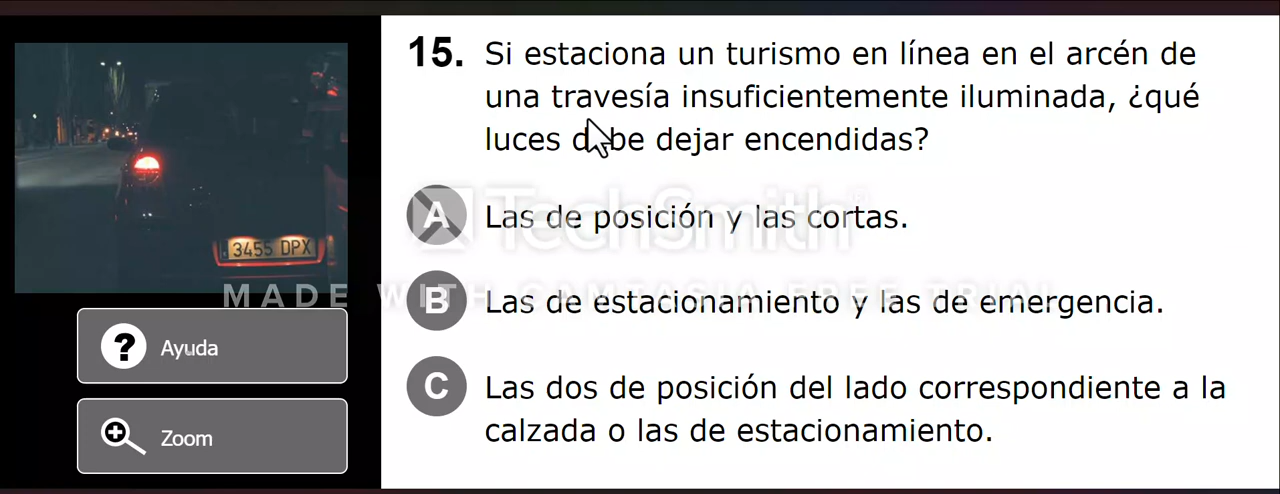 15. Si estaciona un turismo en línea en el arcén de
una travesía insuficientemente iluminada, ¿qué
luces debe dejar encendidas?
A Las de posición y las cortas.
TechSmith
MADE WITH CAMTASIA FREE TRIAL
B Las de estacionamiento y las de emergencia.
C Las dos de posición del lado correspondiente a la
calzada o las de estacionamiento.
3455 DPX
? Ayuda
Zoom